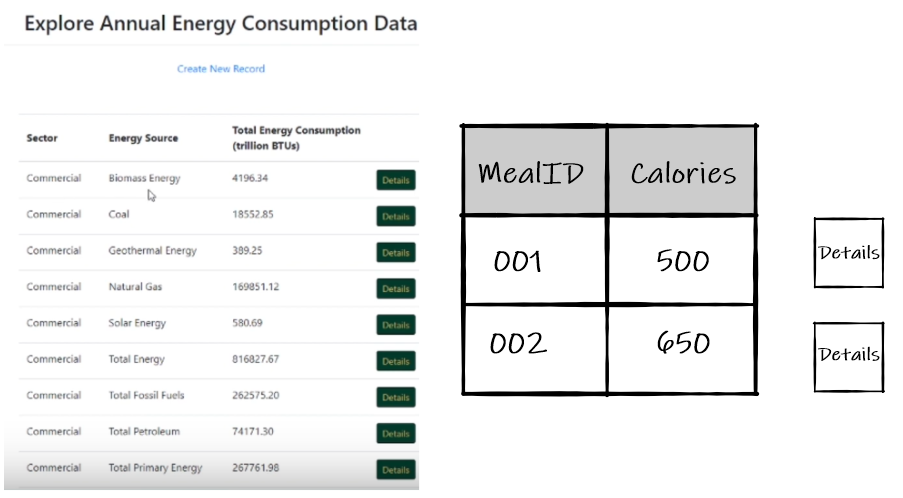 Explore Annual Energy Consumption Data
Create New Record
Sector Energy Source Total Energy Consumption (trillion BTUs)
Commercial Biomass Energy 4196.34 Details
Commercial Coal 18552.85 Details
Commercial Geothermal Energy 389.25 Details
Commercial Natural Gas 169851.12 Details
Commercial Solar Energy 580.69 Details
Commercial Total Energy 816827.67 Details
Commercial Total Fossil Fuels 262575.20 Details
Commercial Total Petroleum 74171.30 Details
Commercial Total Primary Energy 267761.98 Details
MealID Calories
001 500 Details
002 650 Details